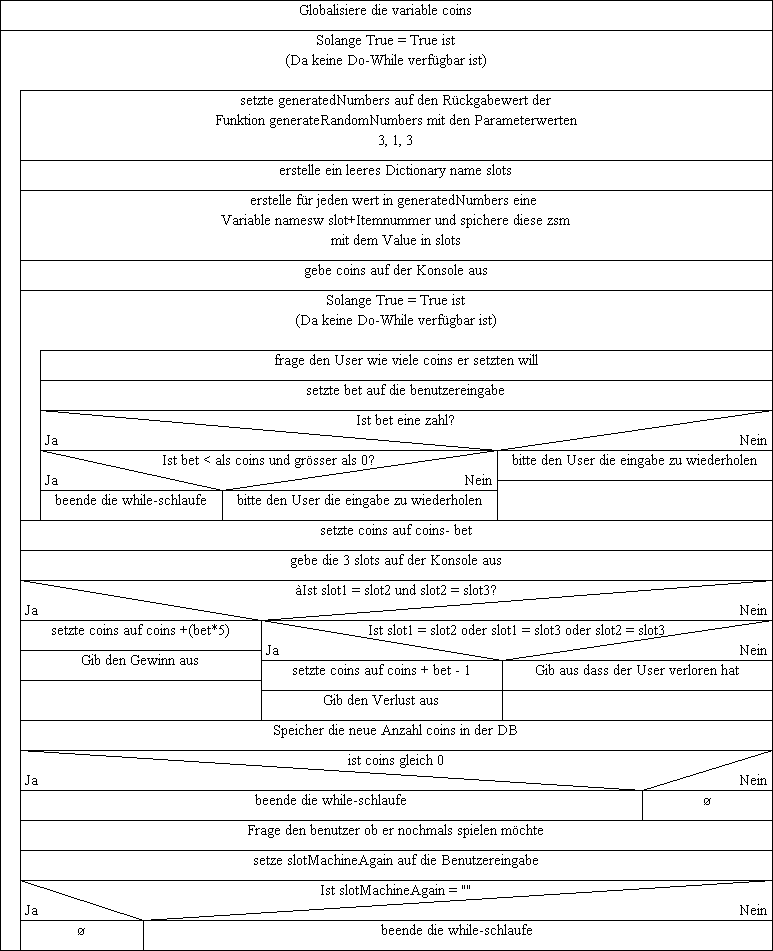 Globalisiere die variable coins
Solange True = True ist
(Da keine Do-While verfügbar ist)
setzte generatedNumbers auf den Rückgabewert der
Funktion generateRandomNumbers mit den Parameterwerten
3, 1, 3
erstelle ein leeres Dictionary name slots
erstelle für jeden wert in generatedNumbers eine
Variable namesw slot+Itemnummer und spichere diese zsm
mit dem Value in slots
gebe coins auf der Konsole aus
Solange True = True ist
(Da keine Do-While verfügbar ist)
frage den User wie viele coins er setzten will
setzte bet auf die benutzereingabe
Ist bet eine zahl?
Ja Nein
Ist bet < als coins und grösser als 0? bitte den User die eingabe zu wiederholen
Ja Nein
beende die while-schlaufe bitte den User die eingabe zu wiederholen
setzte coins auf coins- bet
gebe die 3 slots auf der Konsole aus
àIst slot1 = slot2 und slot2 = slot3?
Ja Nein
setzte coins auf coins +(bet*5) Ist slot1 = slot2 oder slot1 = slot3 oder slot2 = slot3
Ja Nein
Gib den Gewinn aus setzte coins auf coins + bet - 1 Gib aus dass der User verloren hat
Gib den Verlust aus
Speicher die neue Anzahl coins in der DB
ist coins gleich 0
Ja Nein
beende die while-schlaufe ø
Frage den benutzer ob er nochmals spielen möchte
setze slotMachineAgain auf die Benutzereingabe
Ist slotMachineAgain = ""
Ja Nein
ø beende die while-schlaufe